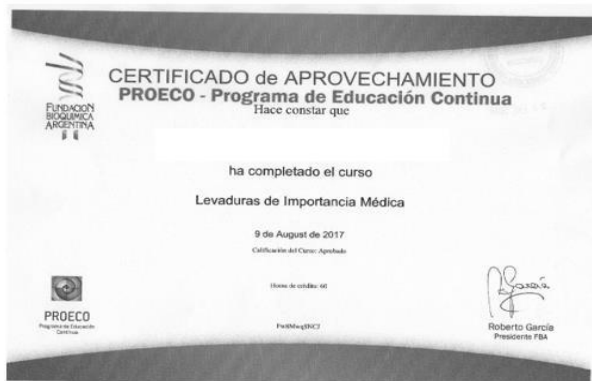 FUNDACION
BIOQUIMICA
ARGENTINA
CERTIFICADO de APROVECHAMIENTO
PROECO - Programa de Educación Continua
Hace constar que
ha completado el curso
Levaduras de Importancia Médica
9 de August de 2017
Calificación del Curso: Aprobado
Horas de crédito: 60
PROECO
Programa de Educación
Continua
Roberto García
Presidente FBA